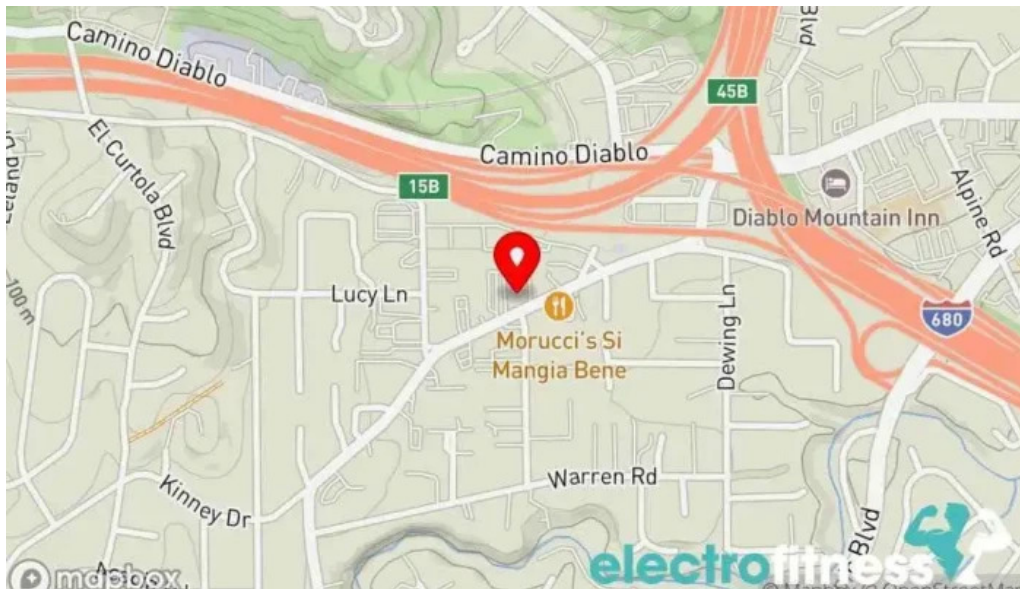 Camino Diablo
Blvd
45B
El Curtola Blvd
Camino Diablo
15B
Diablo Mountain Inn
Alpine Rd
100 m
Lucy Ln
680
Morucci's Si
Mangia Bene
Dewing Ln
Warren Rd
Kinney Dr
Blvd
electrofitness
mapbox